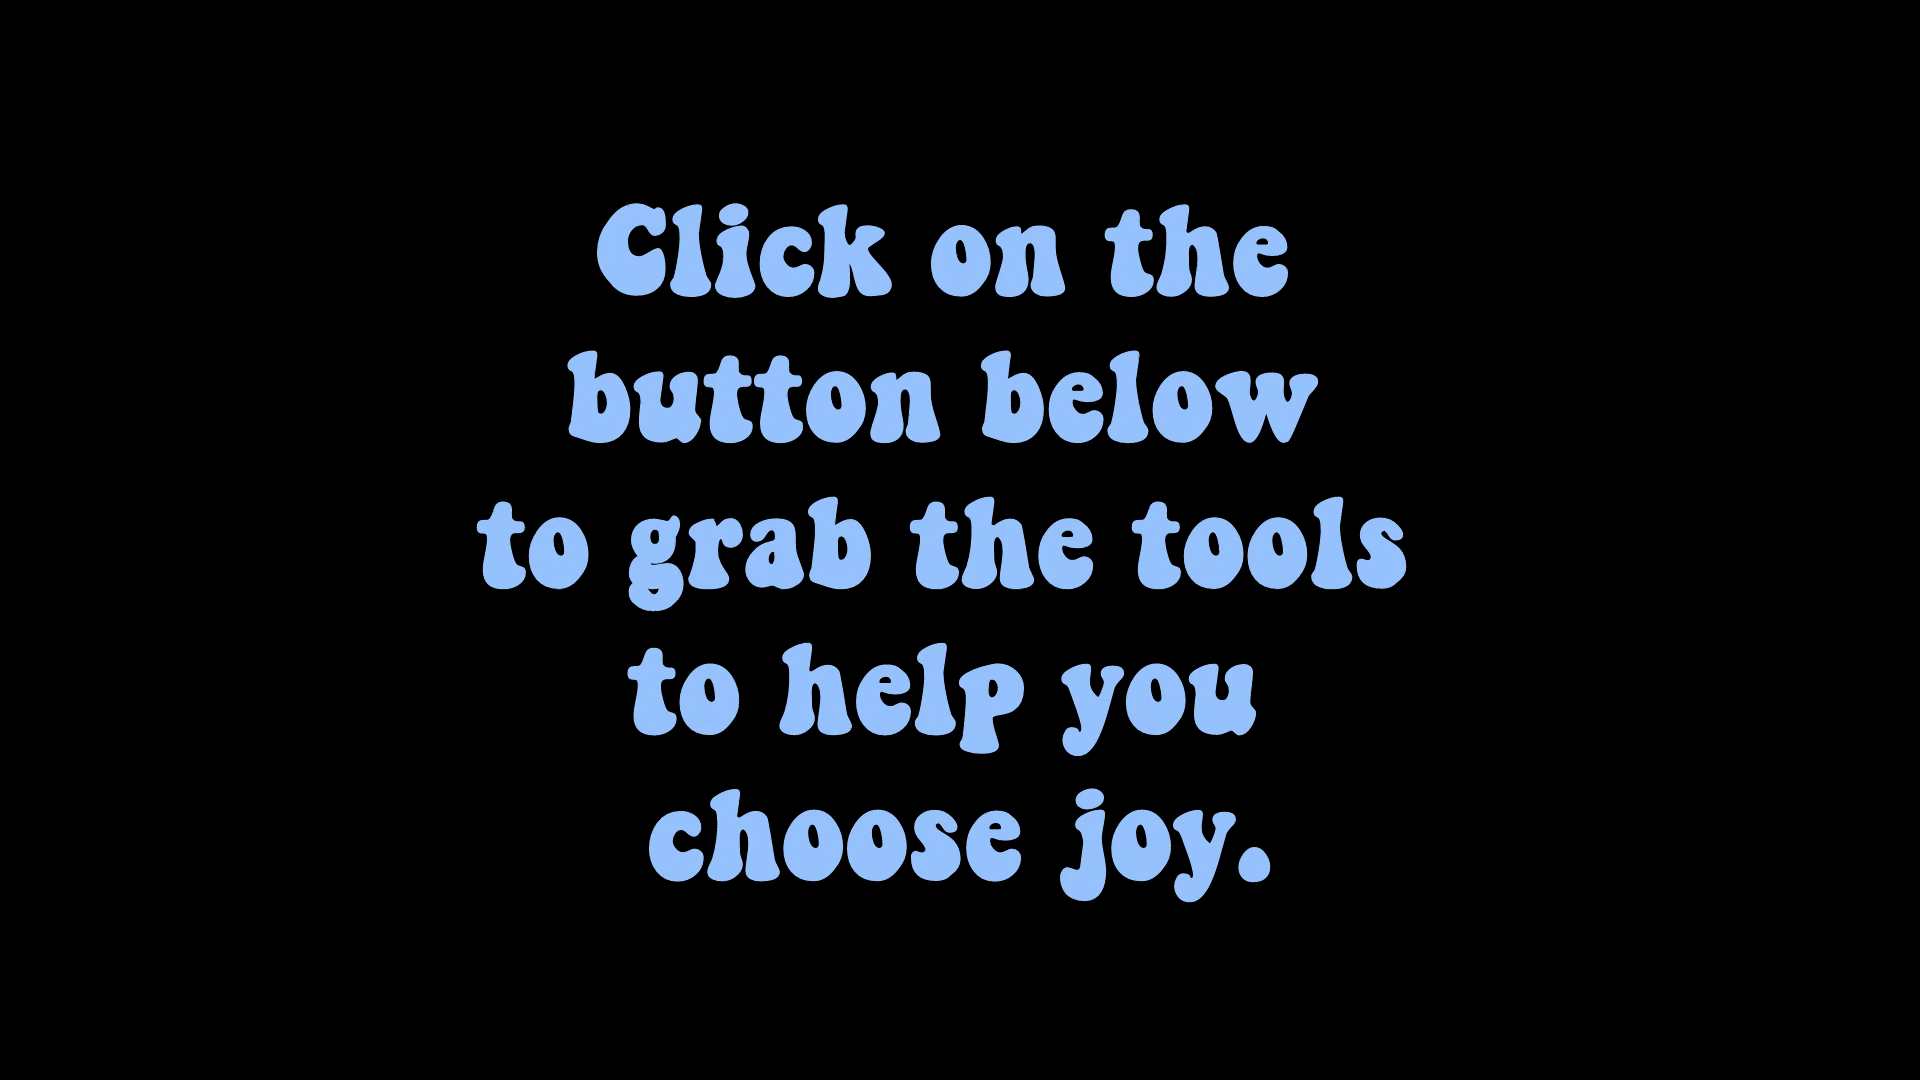 Click on the
button below
to grab the tools
to help you
choose joy.